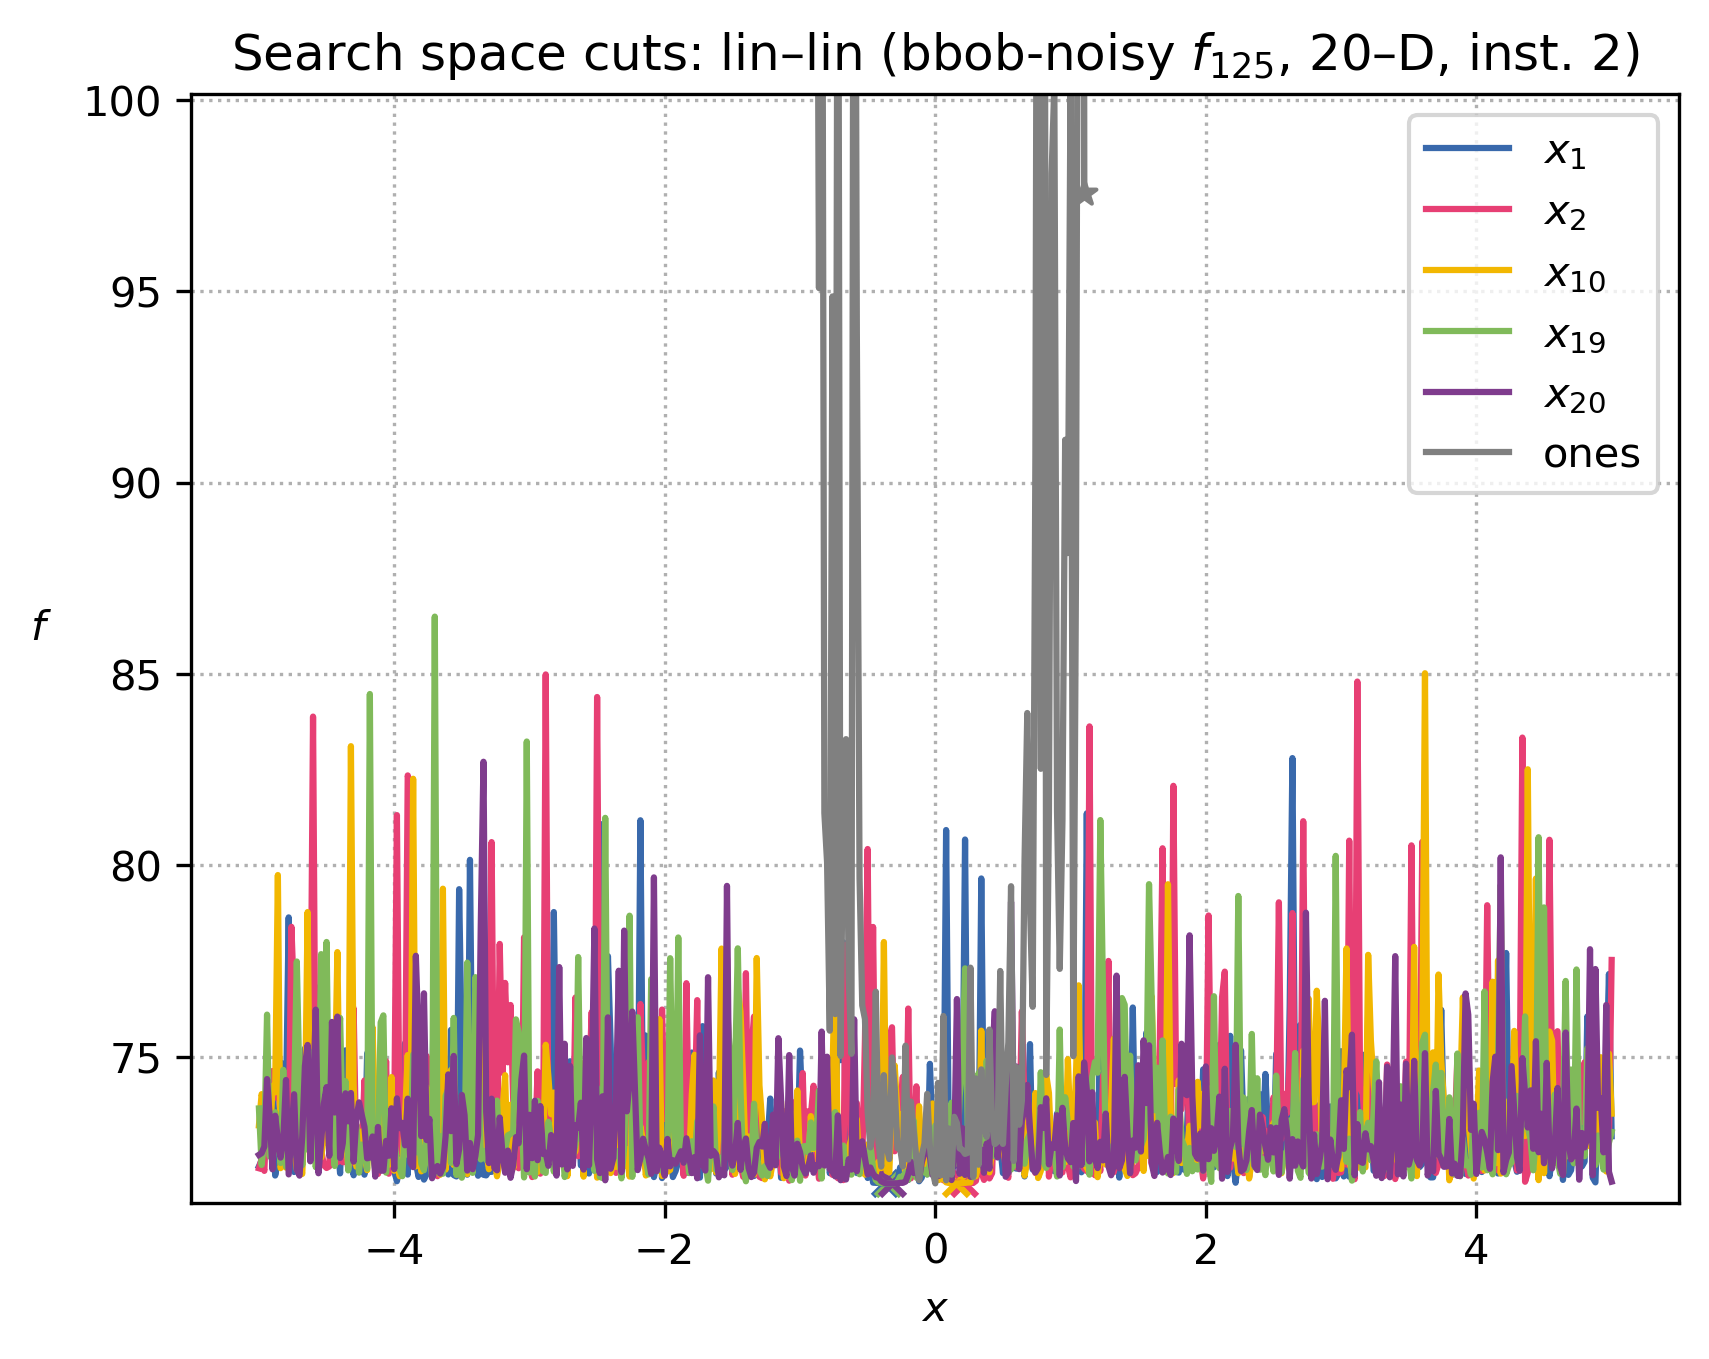 Search space cuts: lin–lin (bbob-noisy f₁₂₅, 20–D, inst. 2)
100
95
90
85
80
75
f
−4
−2
0
2
4
x
x₁
x₂
x₁₀
x₁₉
x₂₀
ones